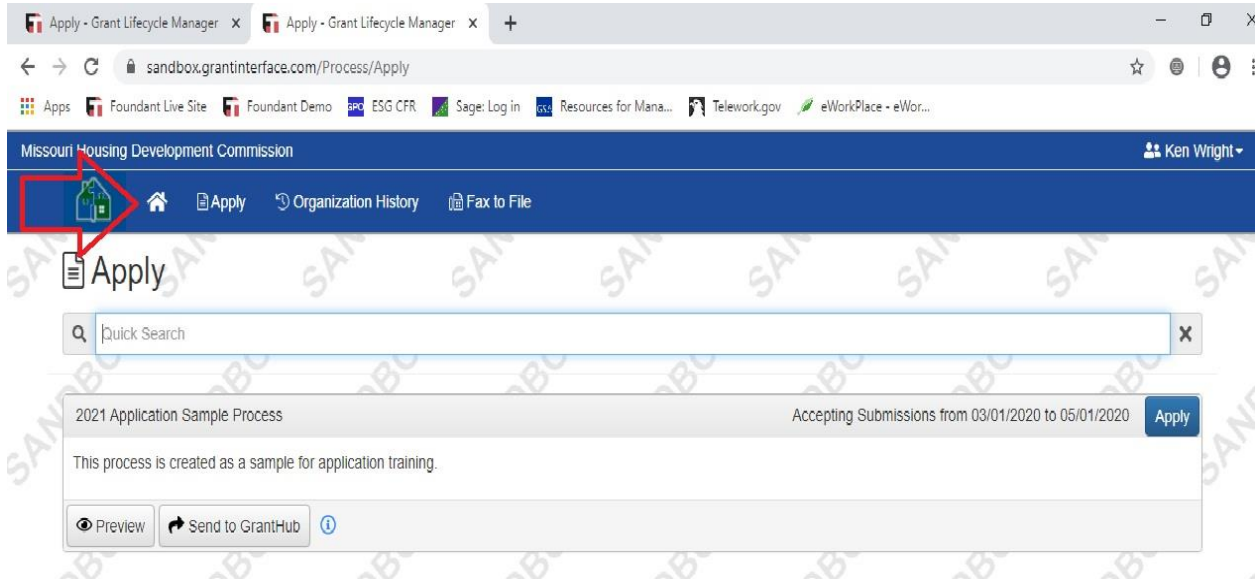 Apply - Grant Lifecycle Manager Apply - Grant Lifecycle Manager
sandbox.grantinterface.com/Process/Apply
Apps Foundant Live Site Foundant Demo GPO ESG CFR Sage: Log in GSA Resources for Mana... Telework.gov eWorkPlace - eWor...
Missouri Housing Development Commission Ken Wright
Apply Organization History Fax to File
Apply
Quick Search
2021 Application Sample Process Accepting Submissions from 03/01/2020 to 05/01/2020 Apply
This process is created as a sample for application training.
Preview Send to GrantHub